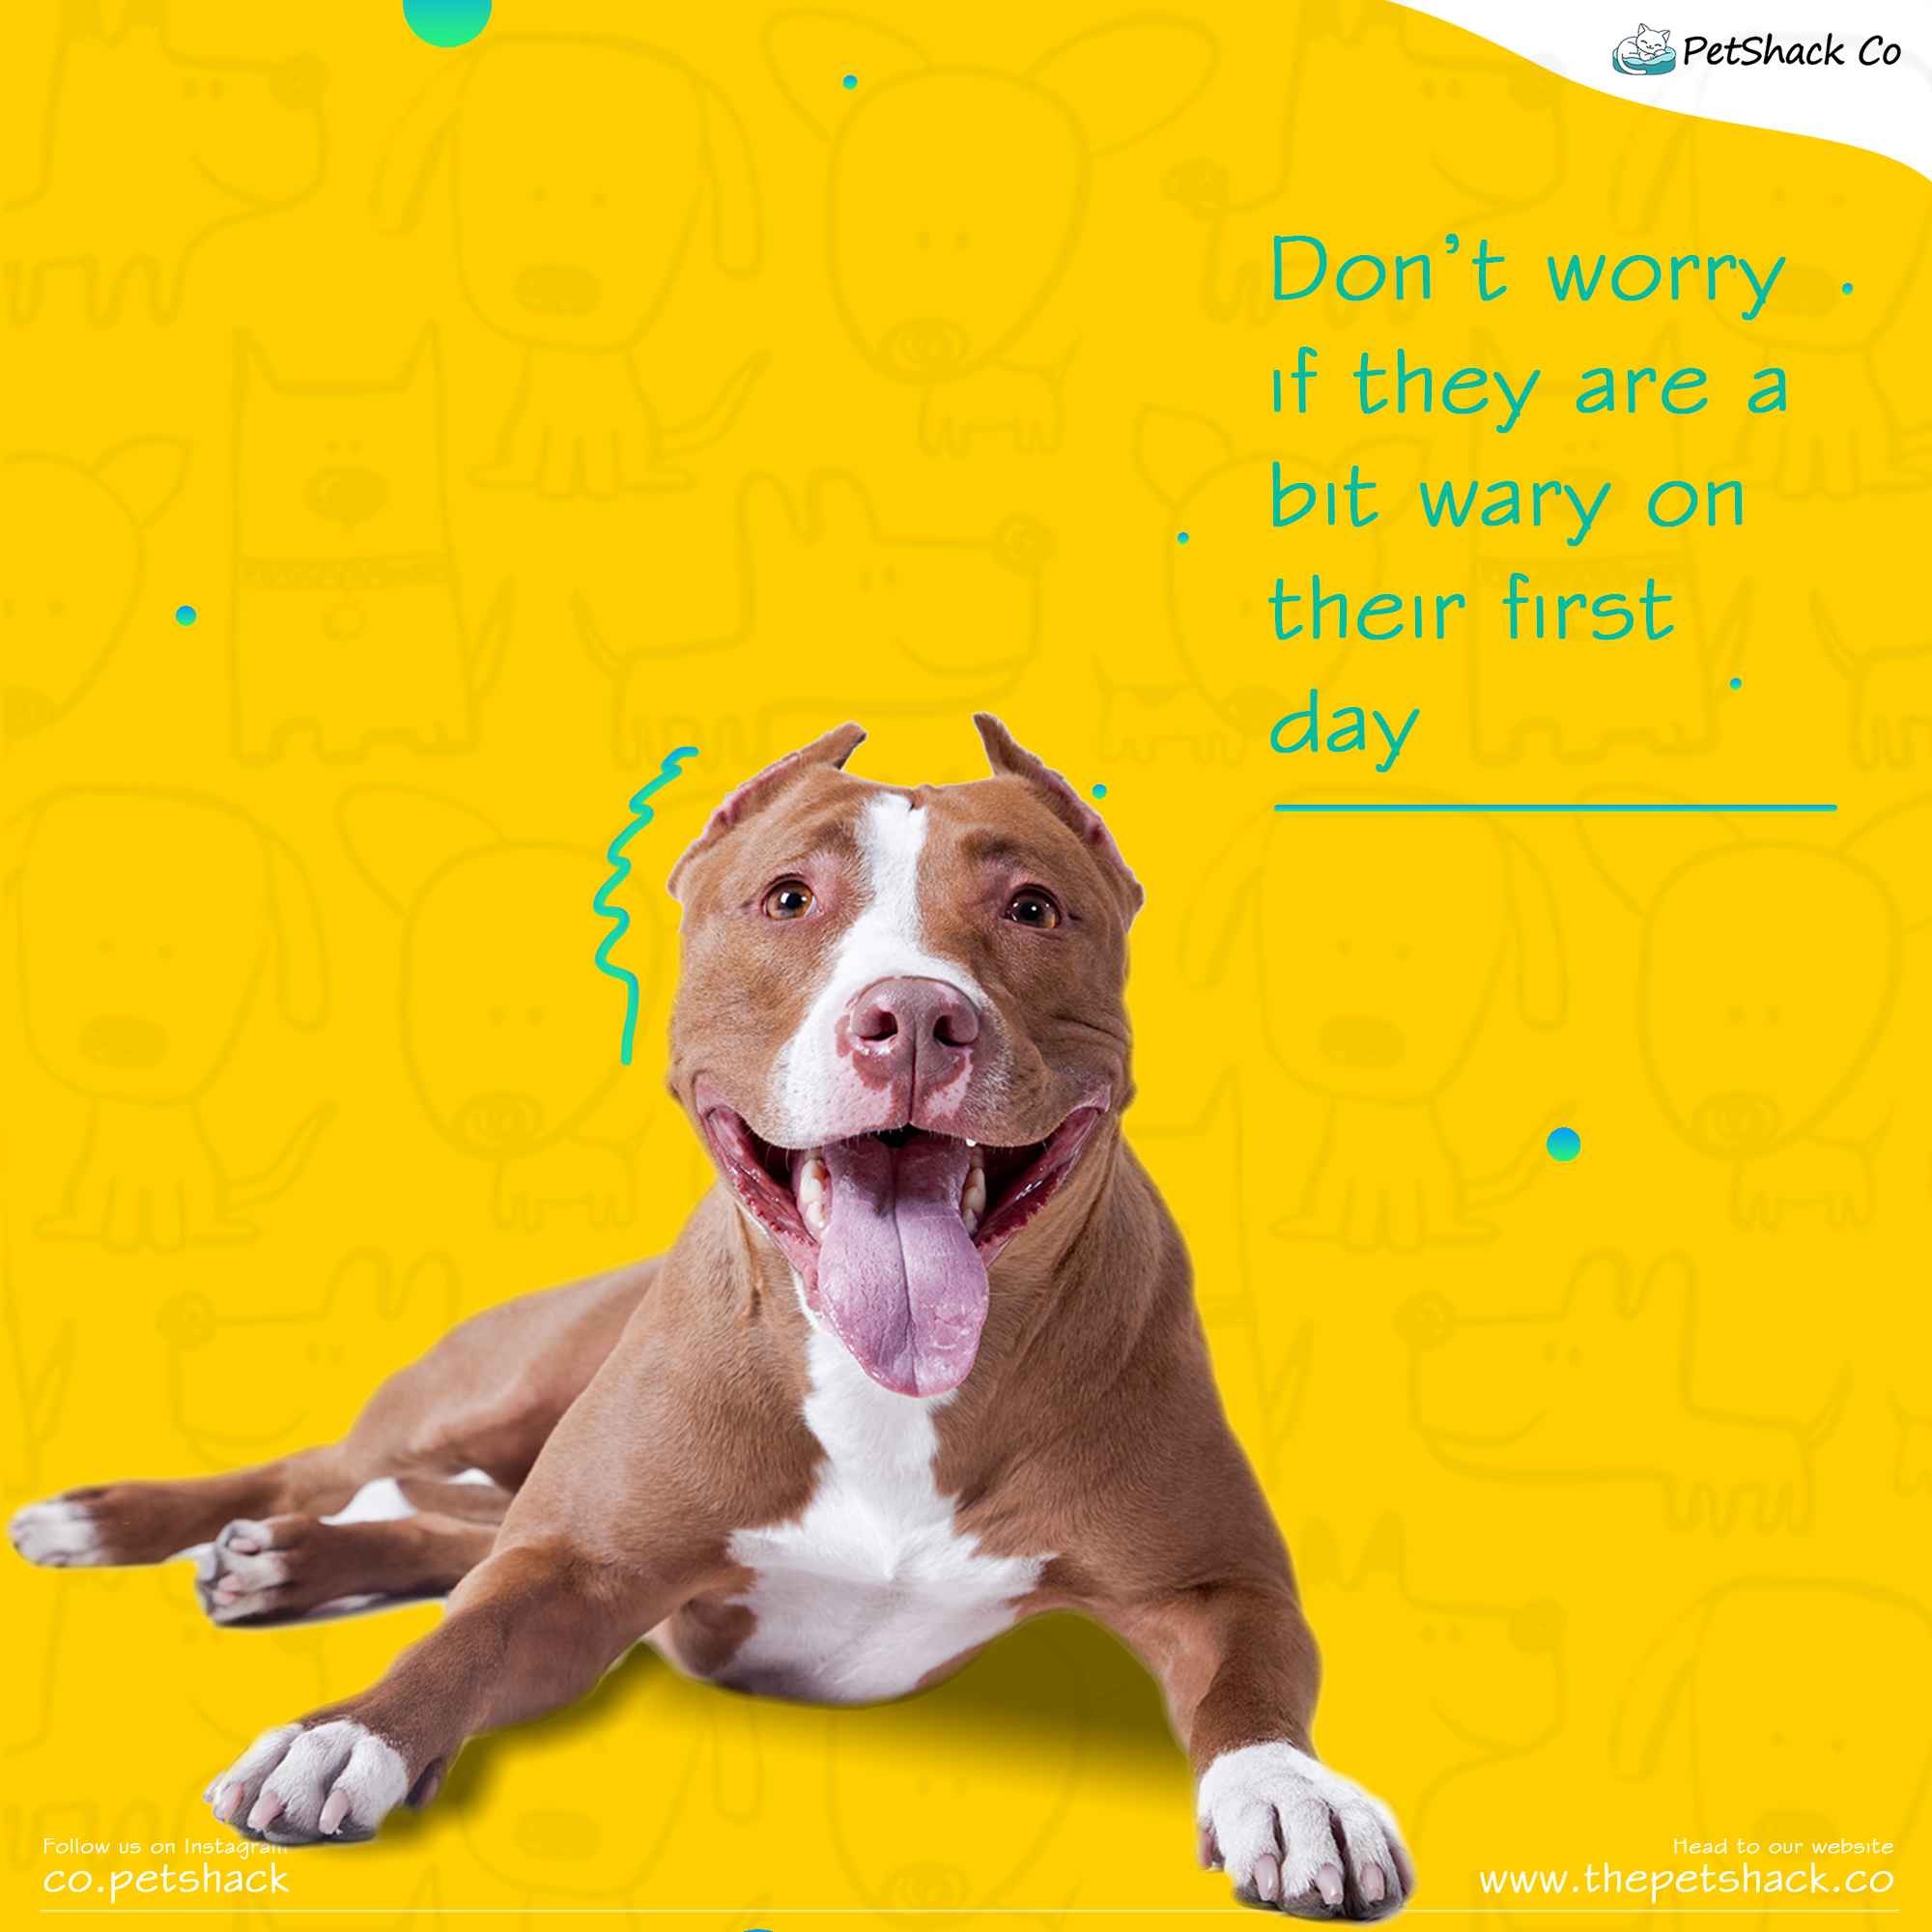 PetShack Co
Don't worry
if they are a
bit wary on
their first
day
Follow us on Instagram
co.petshack
Head to our website
www.thepetshack.co